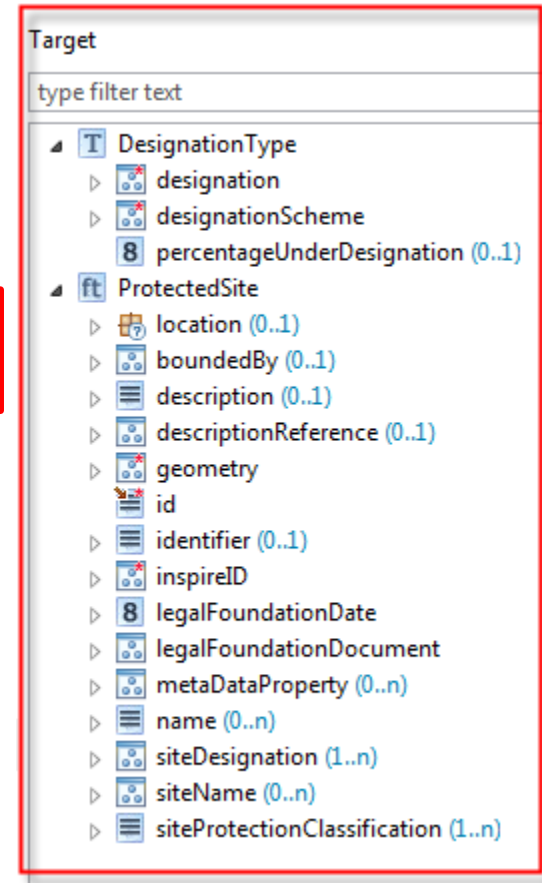 Target
type filter text
T DesignationType
designation
designationScheme
8 percentageUnderDesignation (0..1)
ft ProtectedSite
location (0..1)
boundedBy (0..1)
description (0..1)
descriptionReference (0..1)
geometry
id
identifier (0..1)
inspireID
8 legalFoundationDate
legalFoundationDocument
metaDataProperty (0..n)
name (0..n)
siteDesignation (1..n)
siteName (0..n)
siteProtectionClassification (1..n)